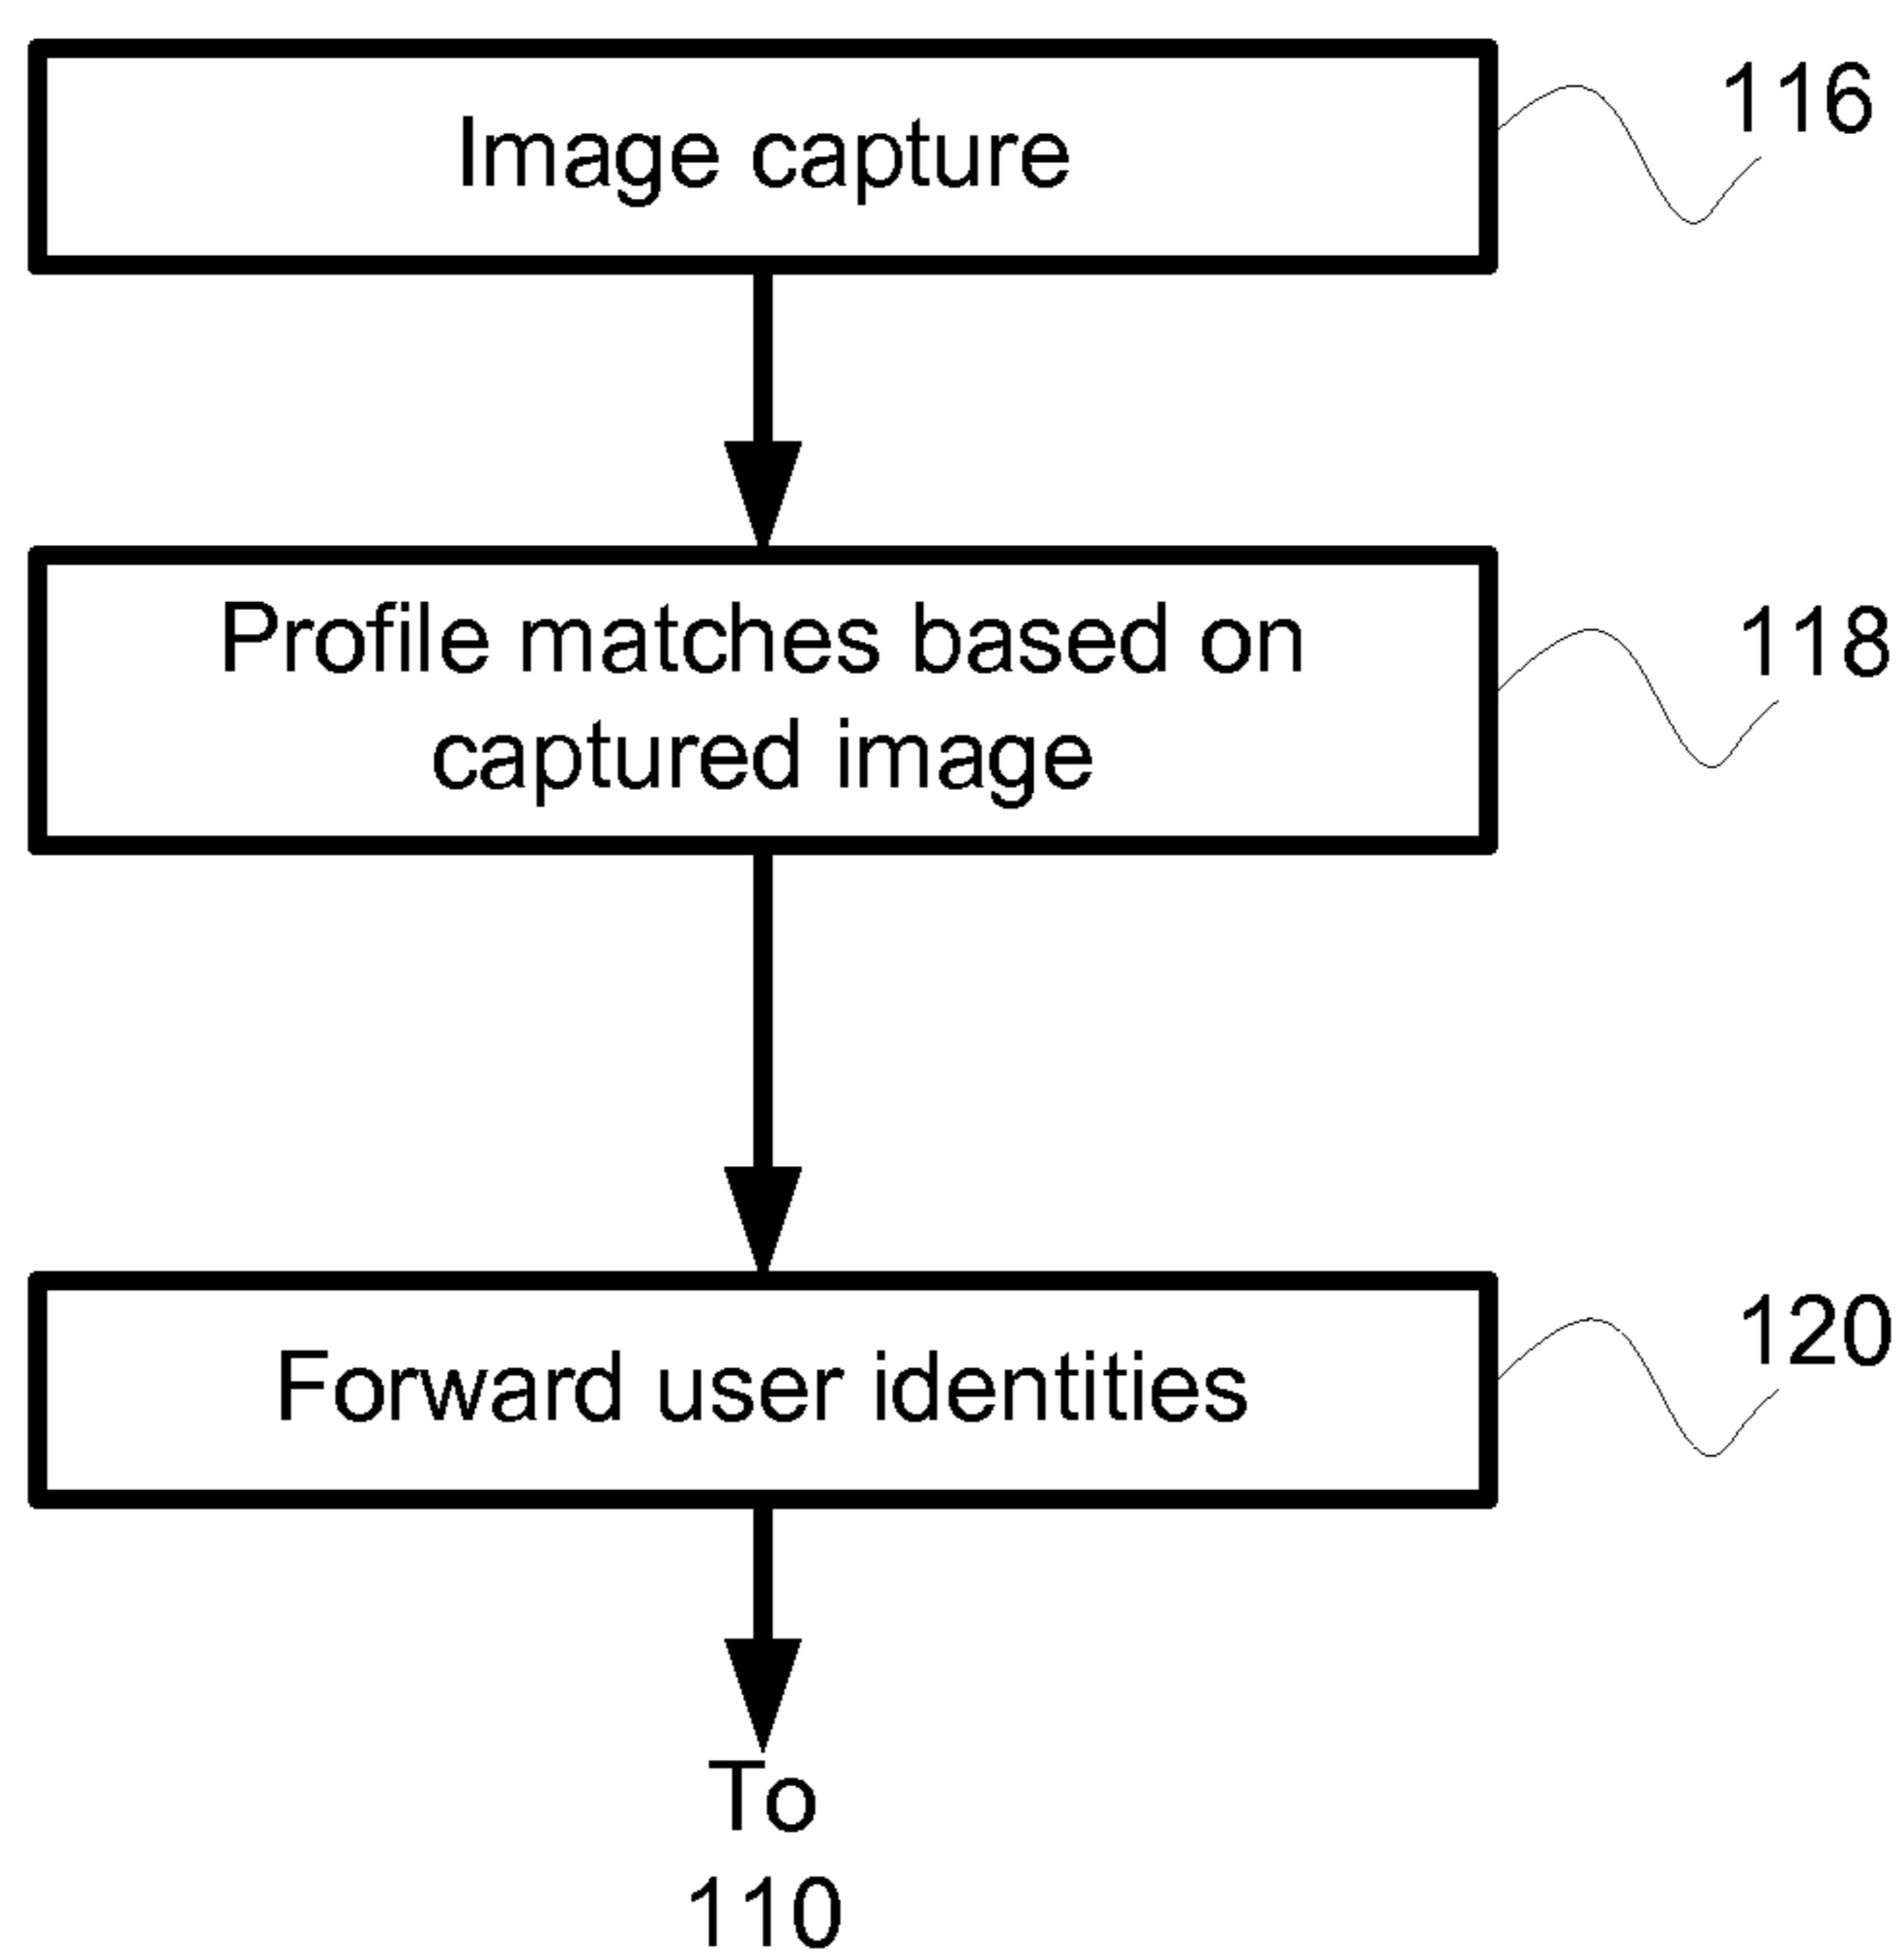 Image capture
116
Profile matches based on
captured image
118
Forward user identities
120
To
110